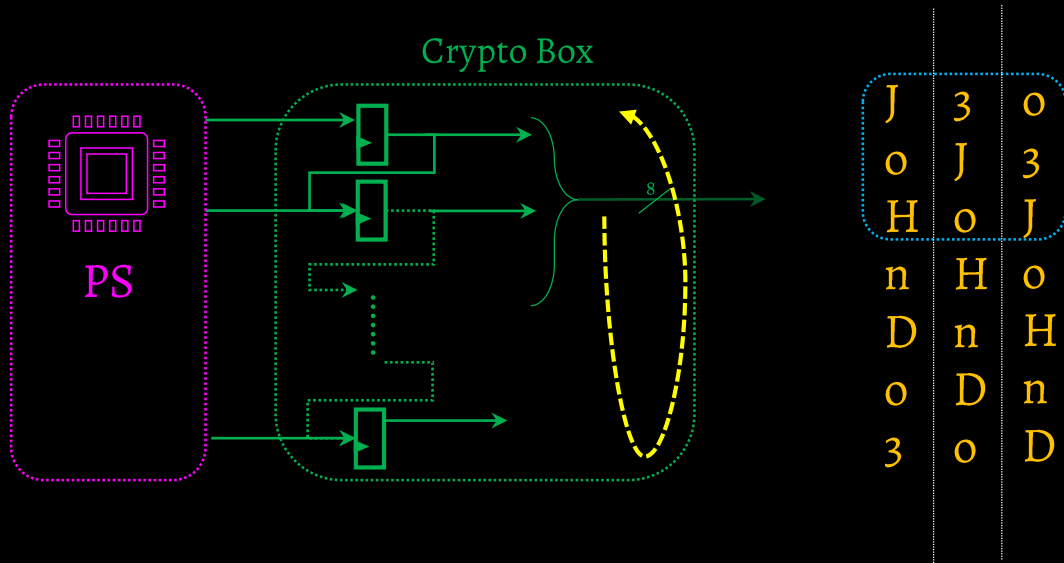 Crypto Box
PS
8
J 3 o
o J 3
H o J
n H o
D n H
o D n
3 o D